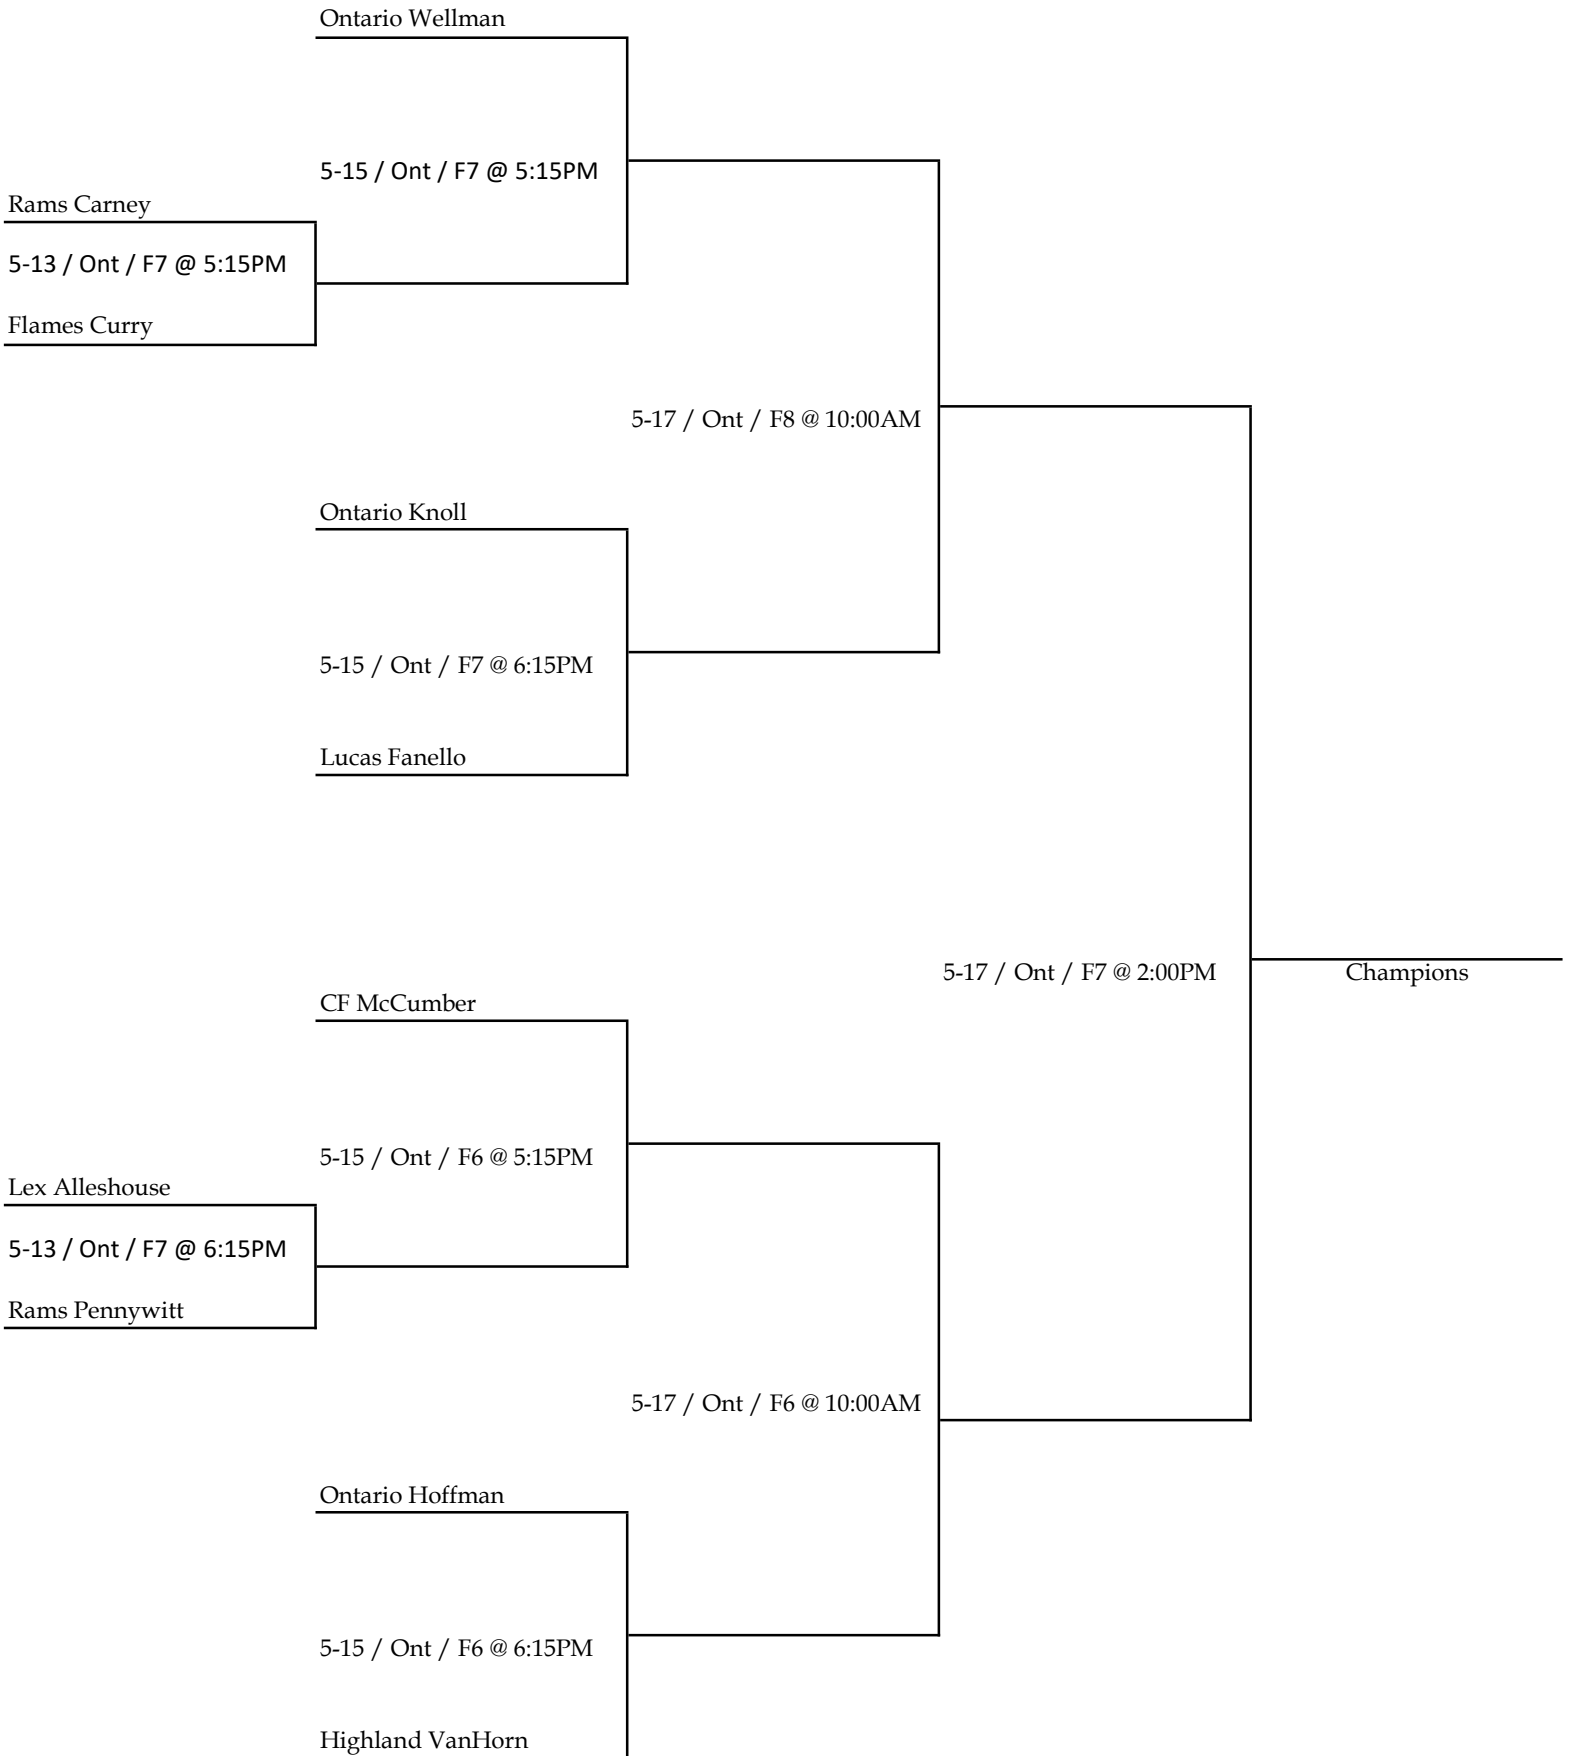 Ontario Wellman
5-15 / Ont / F7 @ 5:15PM
Rams Carney
5-13 / Ont / F7 @ 5:15PM
Flames Curry
5-17 / Ont / F8 @ 10:00AM
Ontario Knoll
5-15 / Ont / F7 @ 6:15PM
Lucas Fanello
5-17 / Ont / F7 @ 2:00PM
Champions
CF McCumber
5-15 / Ont / F6 @ 5:15PM
Lex Alleshouse
5-13 / Ont / F7 @ 6:15PM
Rams Pennywitt
5-17 / Ont / F6 @ 10:00AM
Ontario Hoffman
5-15 / Ont / F6 @ 6:15PM
Highland VanHorn